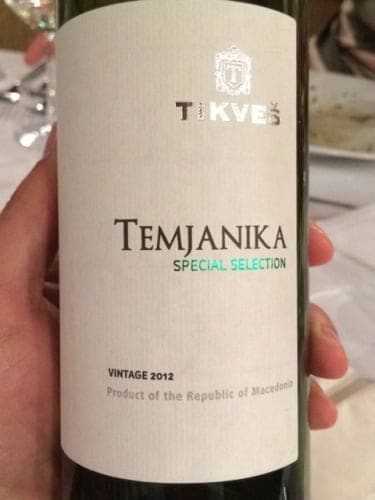 T
TIKVEŠ
TEMJANIKA
SPECIAL SELECTION
VINTAGE 2012
Product of the Republic of Macedonia